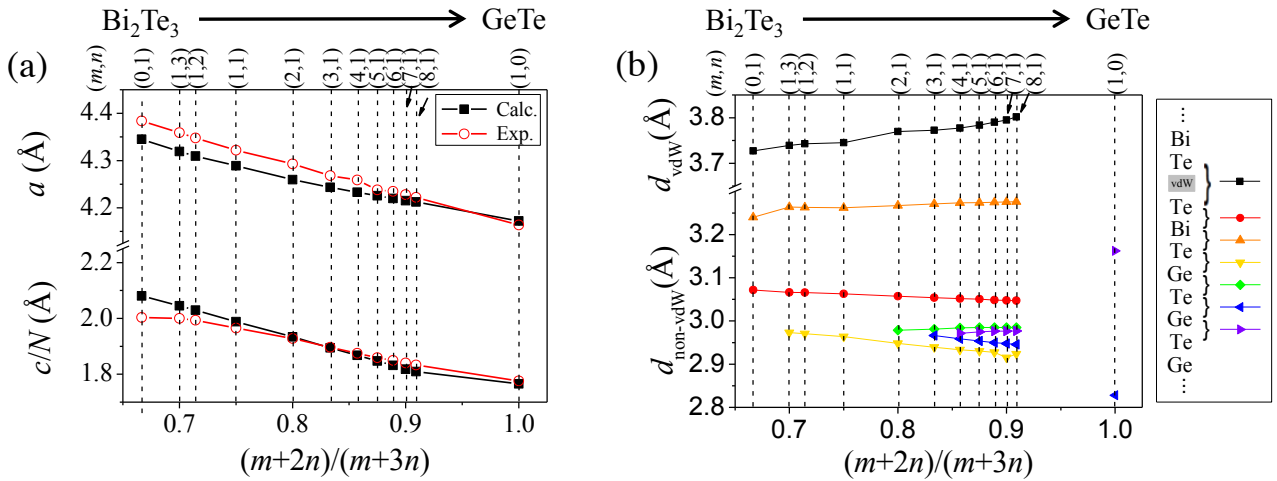 Bi2Te3 GeTe
(a)
(m,n) (0,1) (1,3) (1,2) (1,1) (2,1) (3,1) (4,1) (5,1) (6,1) (7,1) (8,1) (1,0)
Calc.
Exp.
4.4
4.3
4.2
a (Å)
2.2
2.0
1.8
c/N (Å)
0.7 0.8 0.9 1.0
(m+2n)/(m+3n)
Bi2Te3 GeTe
(b)
(m,n) (0,1) (1,3) (1,2) (1,1) (2,1) (3,1) (4,1) (5,1) (6,1) (7,1) (8,1) (1,0)
3.8
3.7
dvdW(Å)
3.2
3.1
3.0
2.9
2.8
dnon-vdW(Å)
0.7 0.8 0.9 1.0
(m+2n)/(m+3n)
...
Bi
Te
vdW
Te
Bi
Te
Ge
Te
Ge
Te
Ge
...